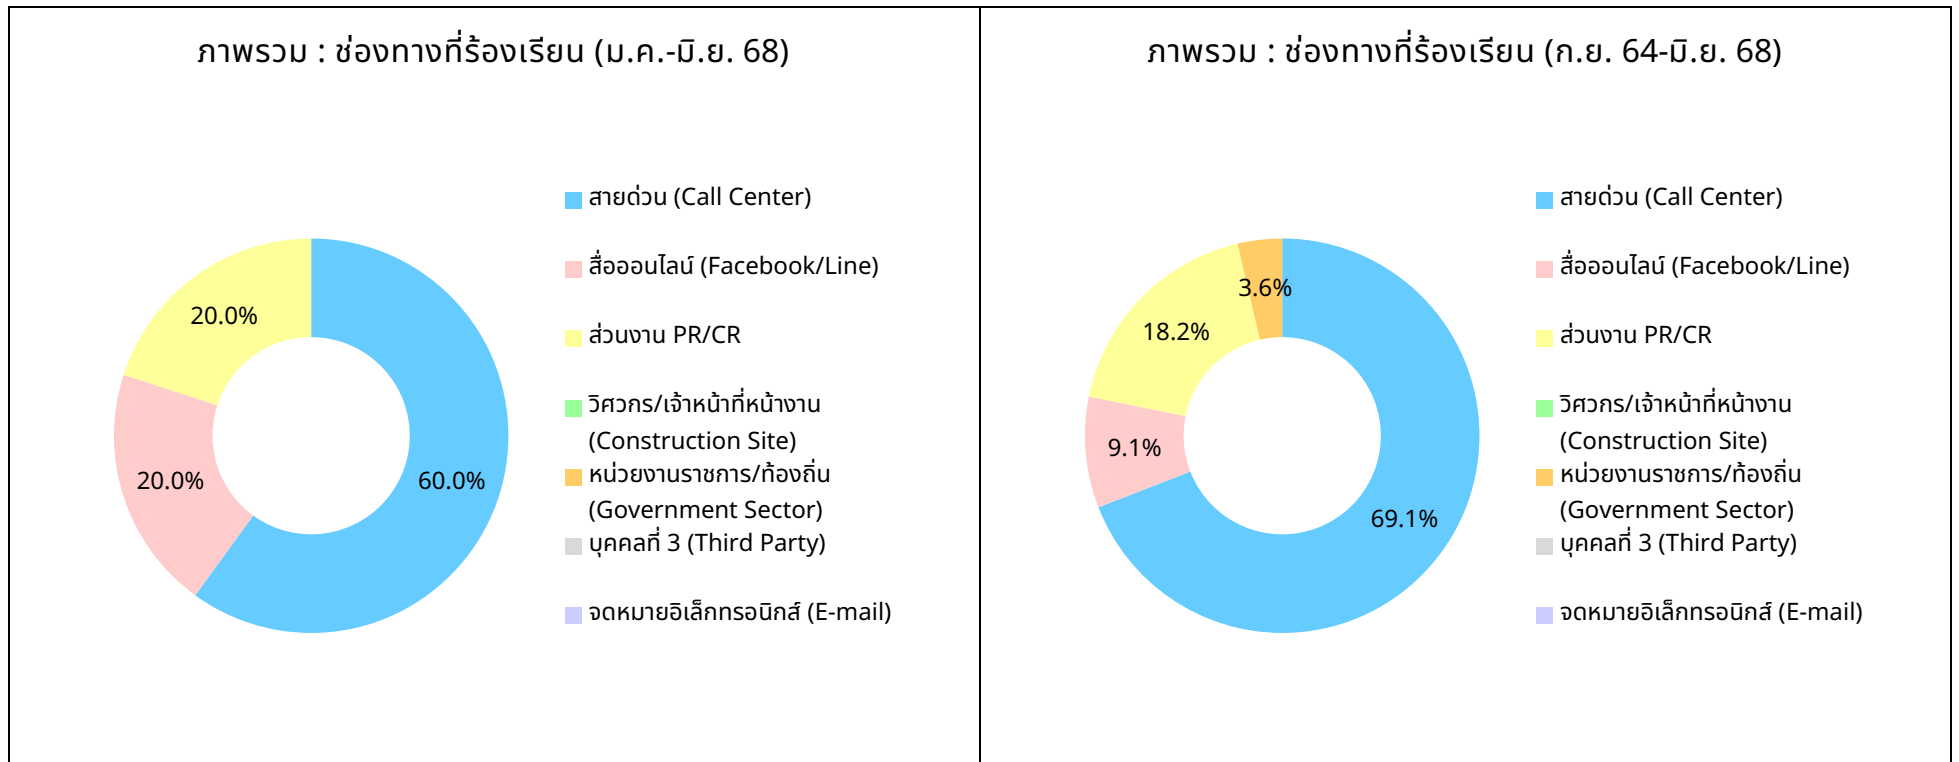 ภาพรวม : ช่องทางที่ร้องเรียน (ม.ค.-มิ.ย. 68)
สายด่วน (Call Center)
สื่อออนไลน์ (Facebook/Line)
ส่วนงาน PR/CR
วิศวกร/เจ้าหน้าที่หน้างาน
(Construction Site)
หน่วยงานราชการ/ท้องถิ่น
(Government Sector)
บุคคลที่ 3 (Third Party)
จดหมายอิเล็กทรอนิกส์ (E-mail)
20.0%
20.0%
60.0%
ภาพรวม : ช่องทางที่ร้องเรียน (ก.ย. 64-มิ.ย. 68)
สายด่วน (Call Center)
สื่อออนไลน์ (Facebook/Line)
ส่วนงาน PR/CR
วิศวกร/เจ้าหน้าที่หน้างาน
(Construction Site)
หน่วยงานราชการ/ท้องถิ่น
(Government Sector)
บุคคลที่ 3 (Third Party)
จดหมายอิเล็กทรอนิกส์ (E-mail)
3.6%
18.2%
9.1%
69.1%